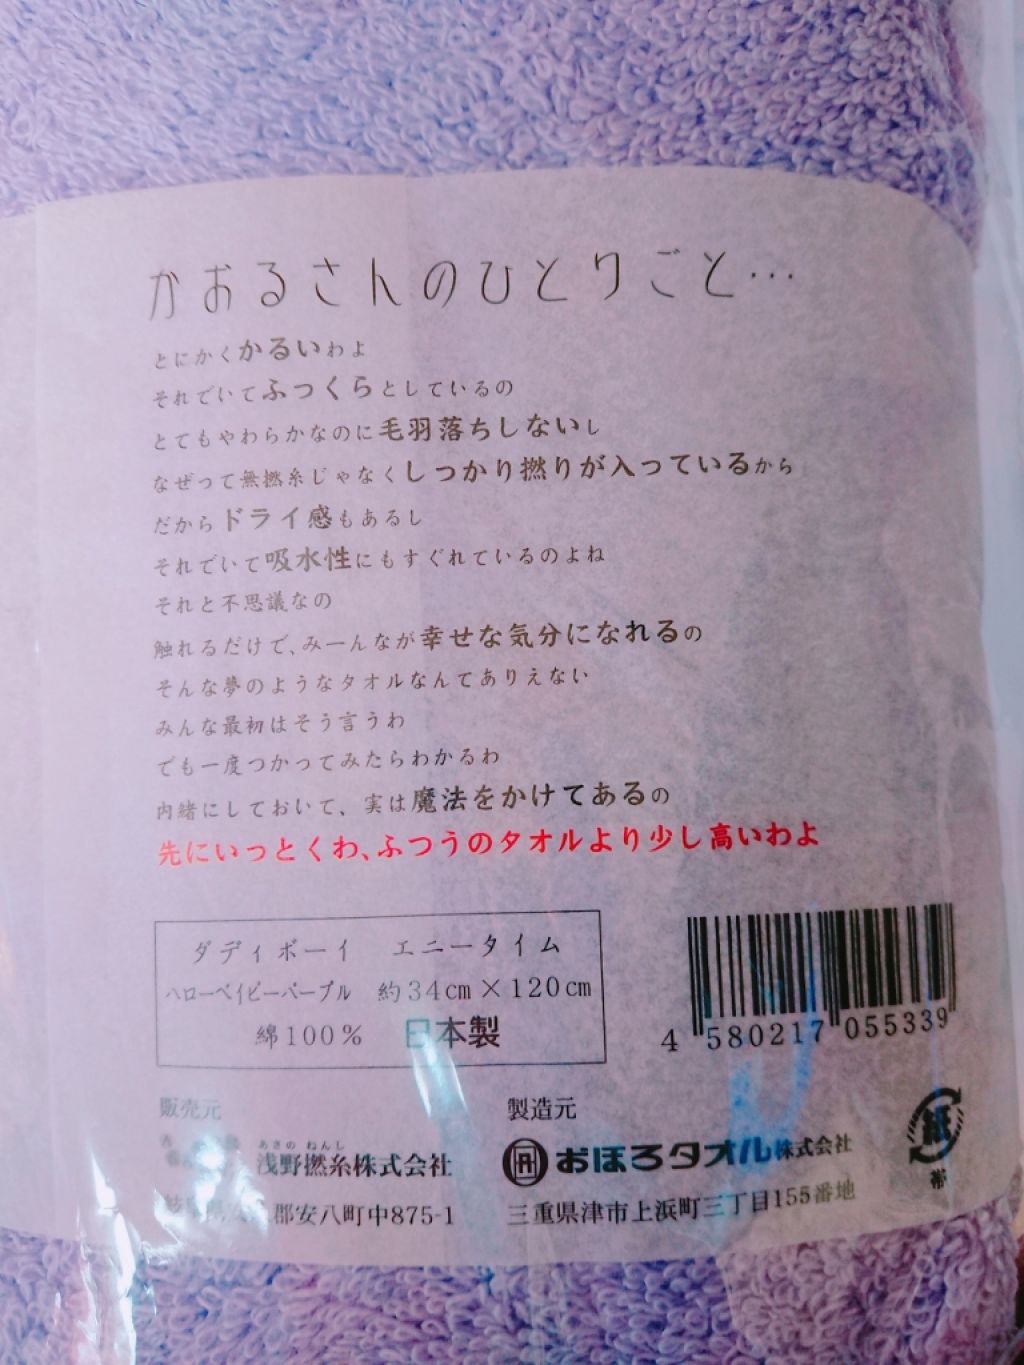 かおるさんのひとりごと…
とにかくかるいわよ
それでいてふっくらとしているの
とてもやわらかなのに毛羽落ちしないし
なぜって無撚糸じゃなくしっかり撚りが入っているから
だからドライ感もあるし
それでいて吸水性にもすぐれているのよね
それと不思議なの
触れるだけで、みーんなが幸せな気分になれるの
そんな夢のようなタオルなんてありえない
みんな最初はそう言うわ
でも一度つかってみたらわかるわ
内緒にしておいて、実は魔法をかけてあるの
先にいっとくわ、ふつうのタオルより少し高いわよ
ダディボーイ エニータイム
ハローベイビーパープル 約34cm×120cm
綿100% 日本製
4 580217 055339
販売元
あさの ねんし
浅野撚糸株式会社
郡安八町中875-1
製造元
おぼろタオル株式会社
三重県津市上浜町三丁目155番地
紙
帯